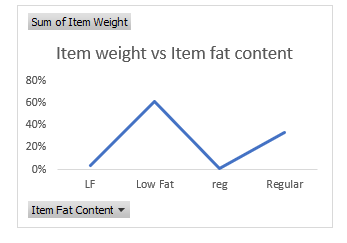 Sum of Item Weight
Item weight vs Item fat content
80%
60%
40%
20%
0%
LF Low Fat reg Regular
Item Fat Content